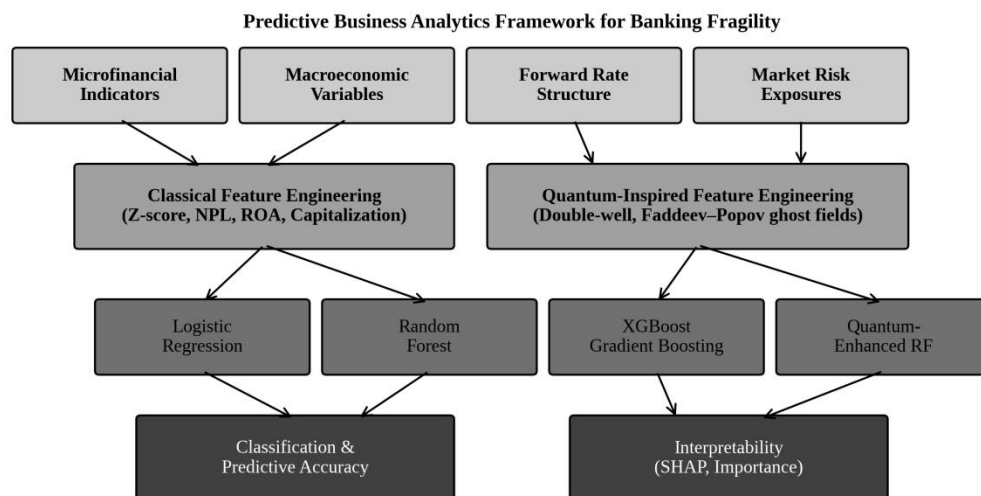 Predictive Business Analytics Framework for Banking Fragility
Microfinancial
Indicators
Macroeconomic
Variables
Forward Rate
Structure
Market Risk
Exposures
Classical Feature Engineering
(Z-score, NPL, ROA, Capitalization)
Quantum-Inspired Feature Engineering
(Double-well, Faddeev–Popov ghost fields)
Logistic
Regression
Random
Forest
XGBoost
Gradient Boosting
Quantum-
Enhanced RF
Classification &
Predictive Accuracy
Interpretability
(SHAP, Importance)